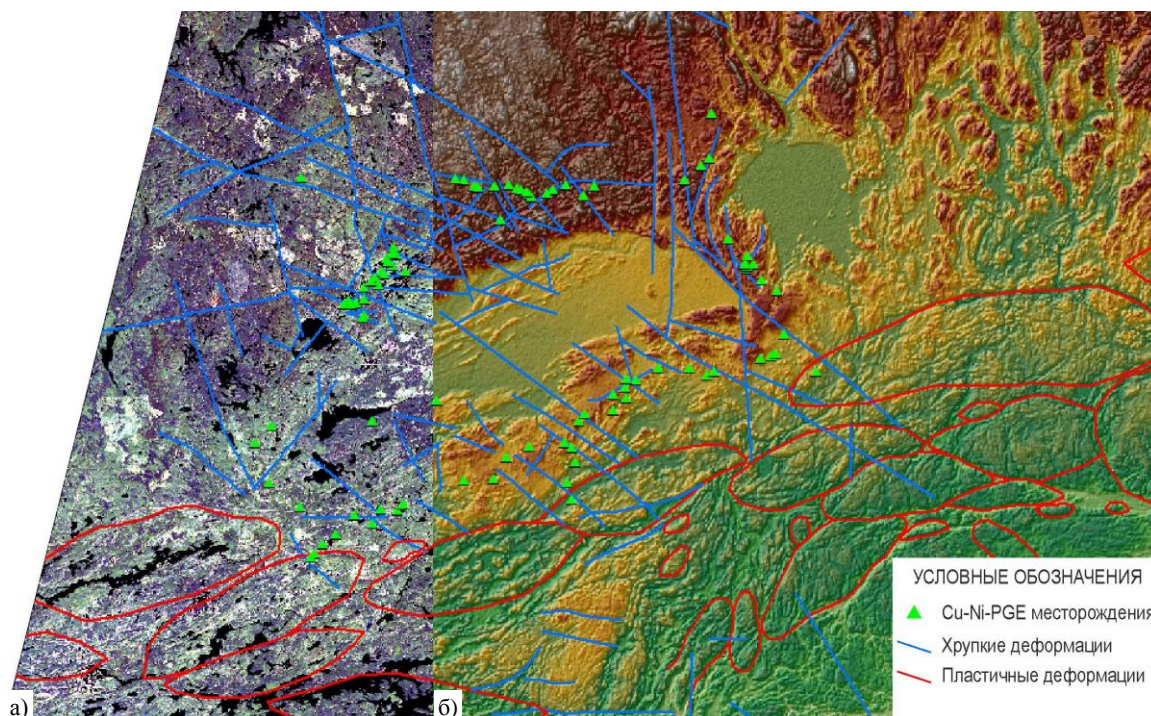 УСЛОВНЫЕ ОБОЗНАЧЕНИЯ
Cu-Ni-PGE месторождения
Хрупкие деформации
Пластичные деформации
а)
б)